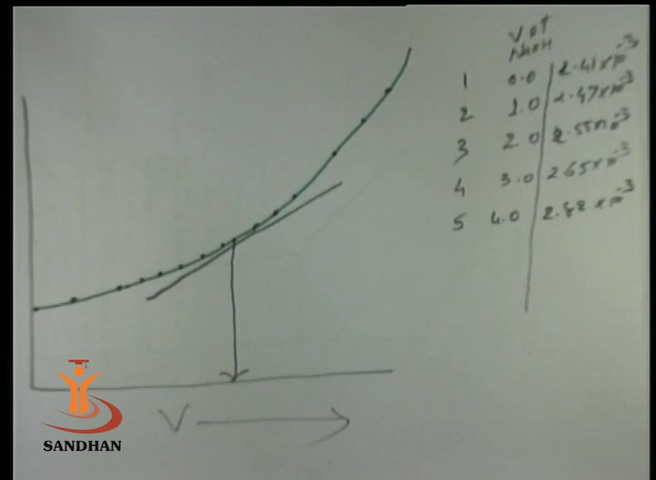 V of
NaOH
1 0.0 2.41×10⁻³
2 1.0 2.47×10⁻³
3 2.0 2.55×10⁻³
4 3.0 2.65×10⁻³
5 4.0 2.82×10⁻³
V
SANDHAN